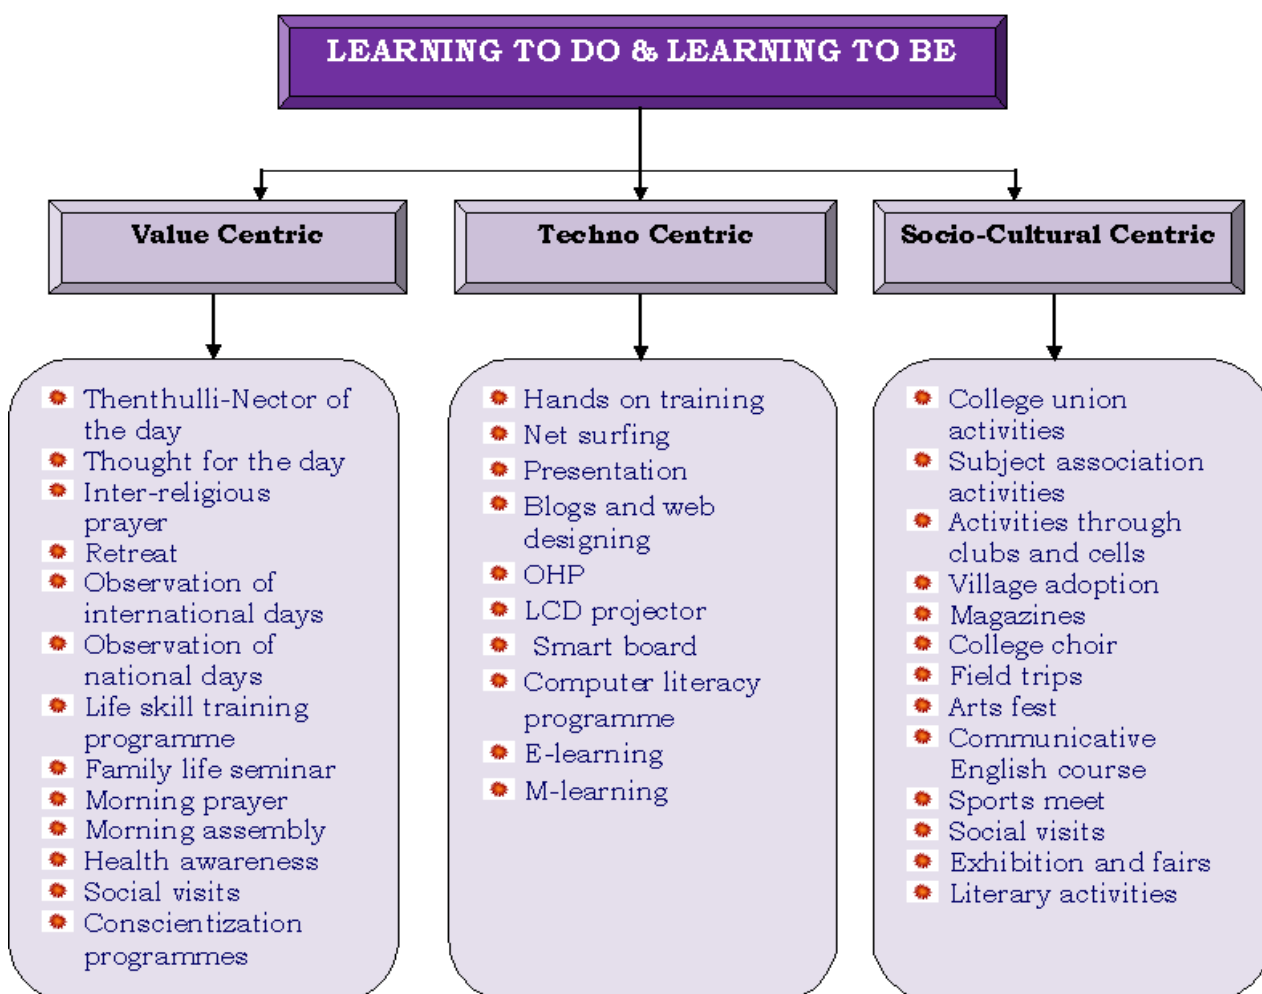 LEARNING TO DO & LEARNING TO BE
Value Centric
Thenthulli-Nector of
the day
Thought for the day
Inter-religious
prayer
Retreat
Observation of
international days
Observation of
national days
Life skill training
programme
Family life seminar
Morning prayer
Morning assembly
Health awareness
Social visits
Conscientization
programmes
Techno Centric
Hands on training
Net surfing
Presentation
Blogs and web
designing
OHP
LCD projector
Smart board
Computer literacy
programme
E-learning
M-learning
Socio-Cultural Centric
College union
activities
Subject association
activities
Activities through
clubs and cells
Village adoption
Magazines
College choir
Field trips
Arts fest
Communicative
English course
Sports meet
Social visits
Exhibition and fairs
Literary activities